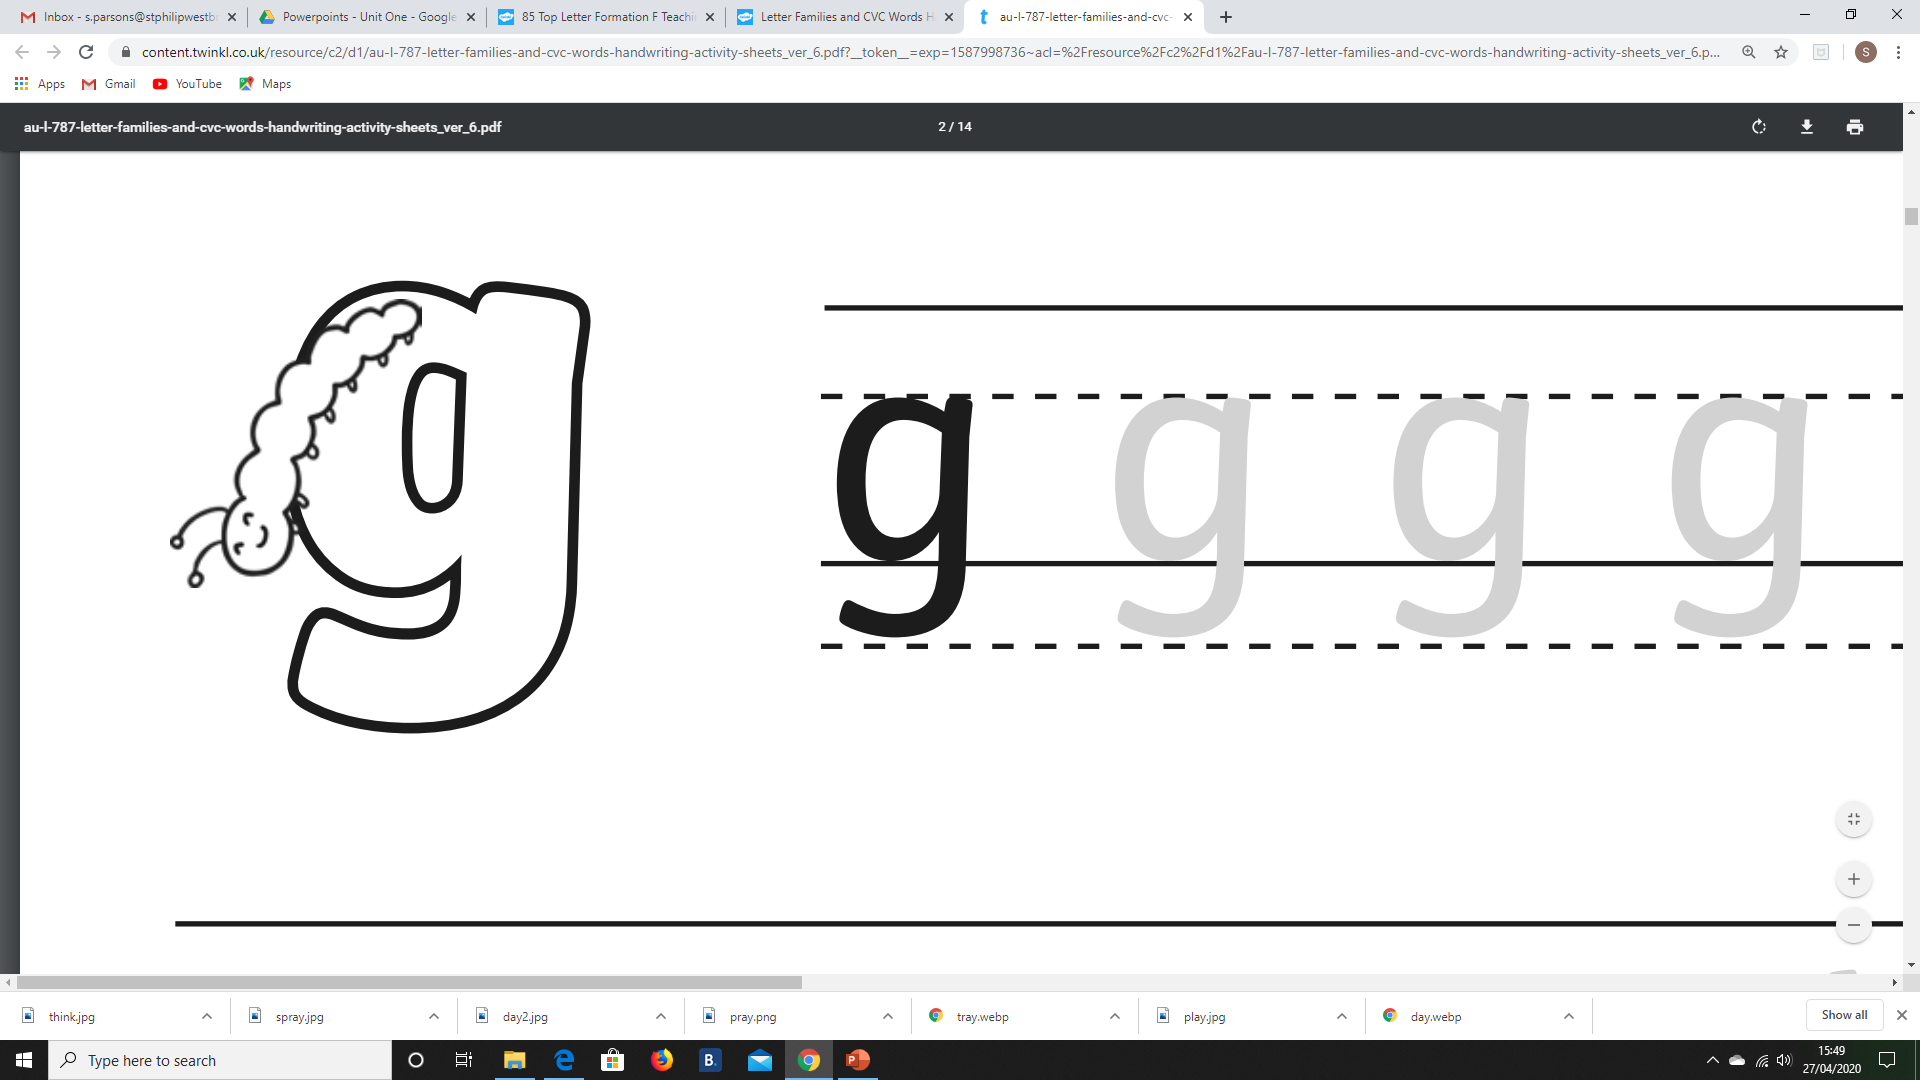 Inbox - s.parsons@stphilipwestbr
Powerpoints - Unit One - Google
85 Top Letter Formation F Teachi
Letter Families and CVC Words H
au-l-787-letter-families-and-cvc-
content.twinkl.co.uk/resource/c2/d1/au-l-787-letter-families-and-cvc-words-handwriting-activity-sheets_ver_6.pdf?__token__=exp=1587998736~acl=%2Fresource%2Fc2%2Fd1%2Fau-l-787-letter-families-and-cvc-words-handwriting-activity-sheets_ver_6.p...
S
Apps Gmail YouTube Maps
au-l-787-letter-families-and-cvc-words-handwriting-activity-sheets_ver_6.pdf
2 / 14
g
g g g g
think.jpg spray.jpg day2.jpg pray.png tray.webp play.jpg day.webp Show all
Type here to search
B.
15:49
27/04/2020